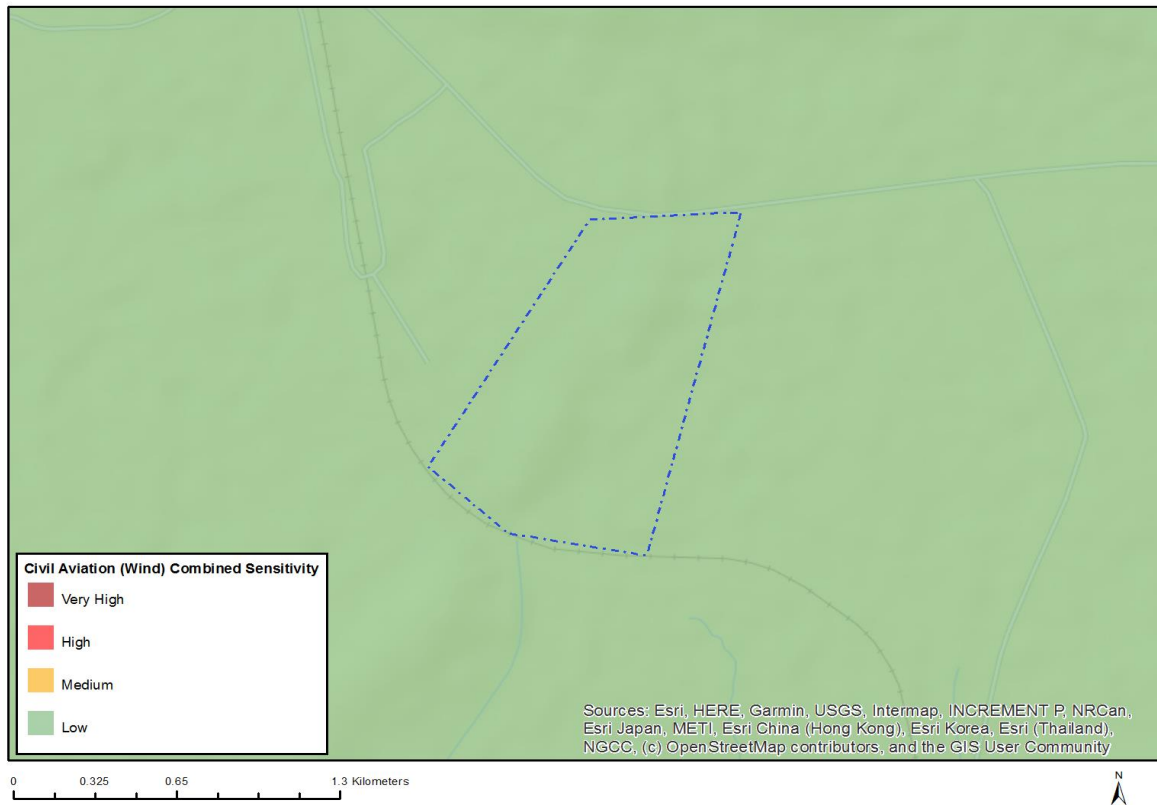 Civil Aviation (Wind) Combined Sensitivity
Very High
High
Medium
Low
Sources: Esri, HERE, Garmin, USGS, Intermap, INCREMENT P, NRCan,
Esri Japan, METI, Esri China (Hong Kong), Esri Korea, Esri (Thailand),
NGCC, (c) OpenStreetMap contributors, and the GIS User Community
0 0.325 0.65 1.3 Kilometers
N